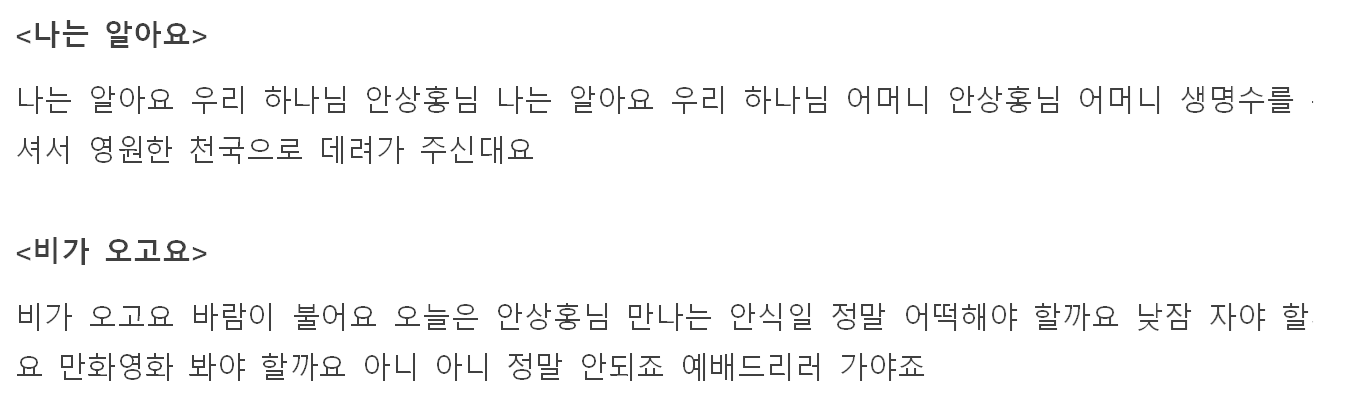 <나는 알아요>
나는 알아요 우리 하나님 안상홍님 나는 알아요 우리 하나님 어머니 안상홍님 어머니 생명수를
셔서 영원한 천국으로 데려가 주신대요
<비가 오고요>
비가 오고요 바람이 불어요 오늘은 안상홍님 만나는 안식일 정말 어떡해야 할까요 낮잠 자야 할
요 만화영화 봐야 할까요 아니 아니 정말 안되죠 예배드리러 가야죠